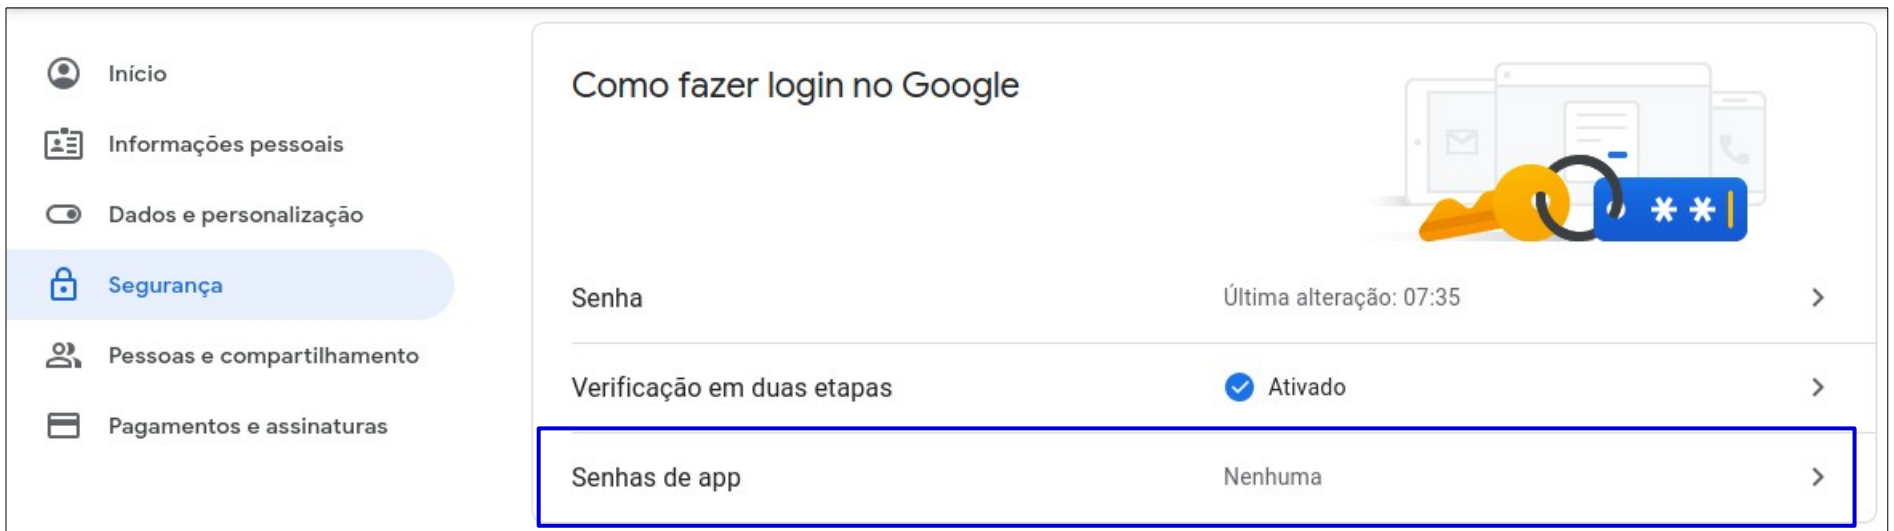 Início
Informações pessoais
Dados e personalização
Segurança
Pessoas e compartilhamento
Pagamentos e assinaturas
Como fazer login no Google
* *
Senha Última alteração: 07:35
Verificação em duas etapas Ativado
Senhas de app Nenhuma